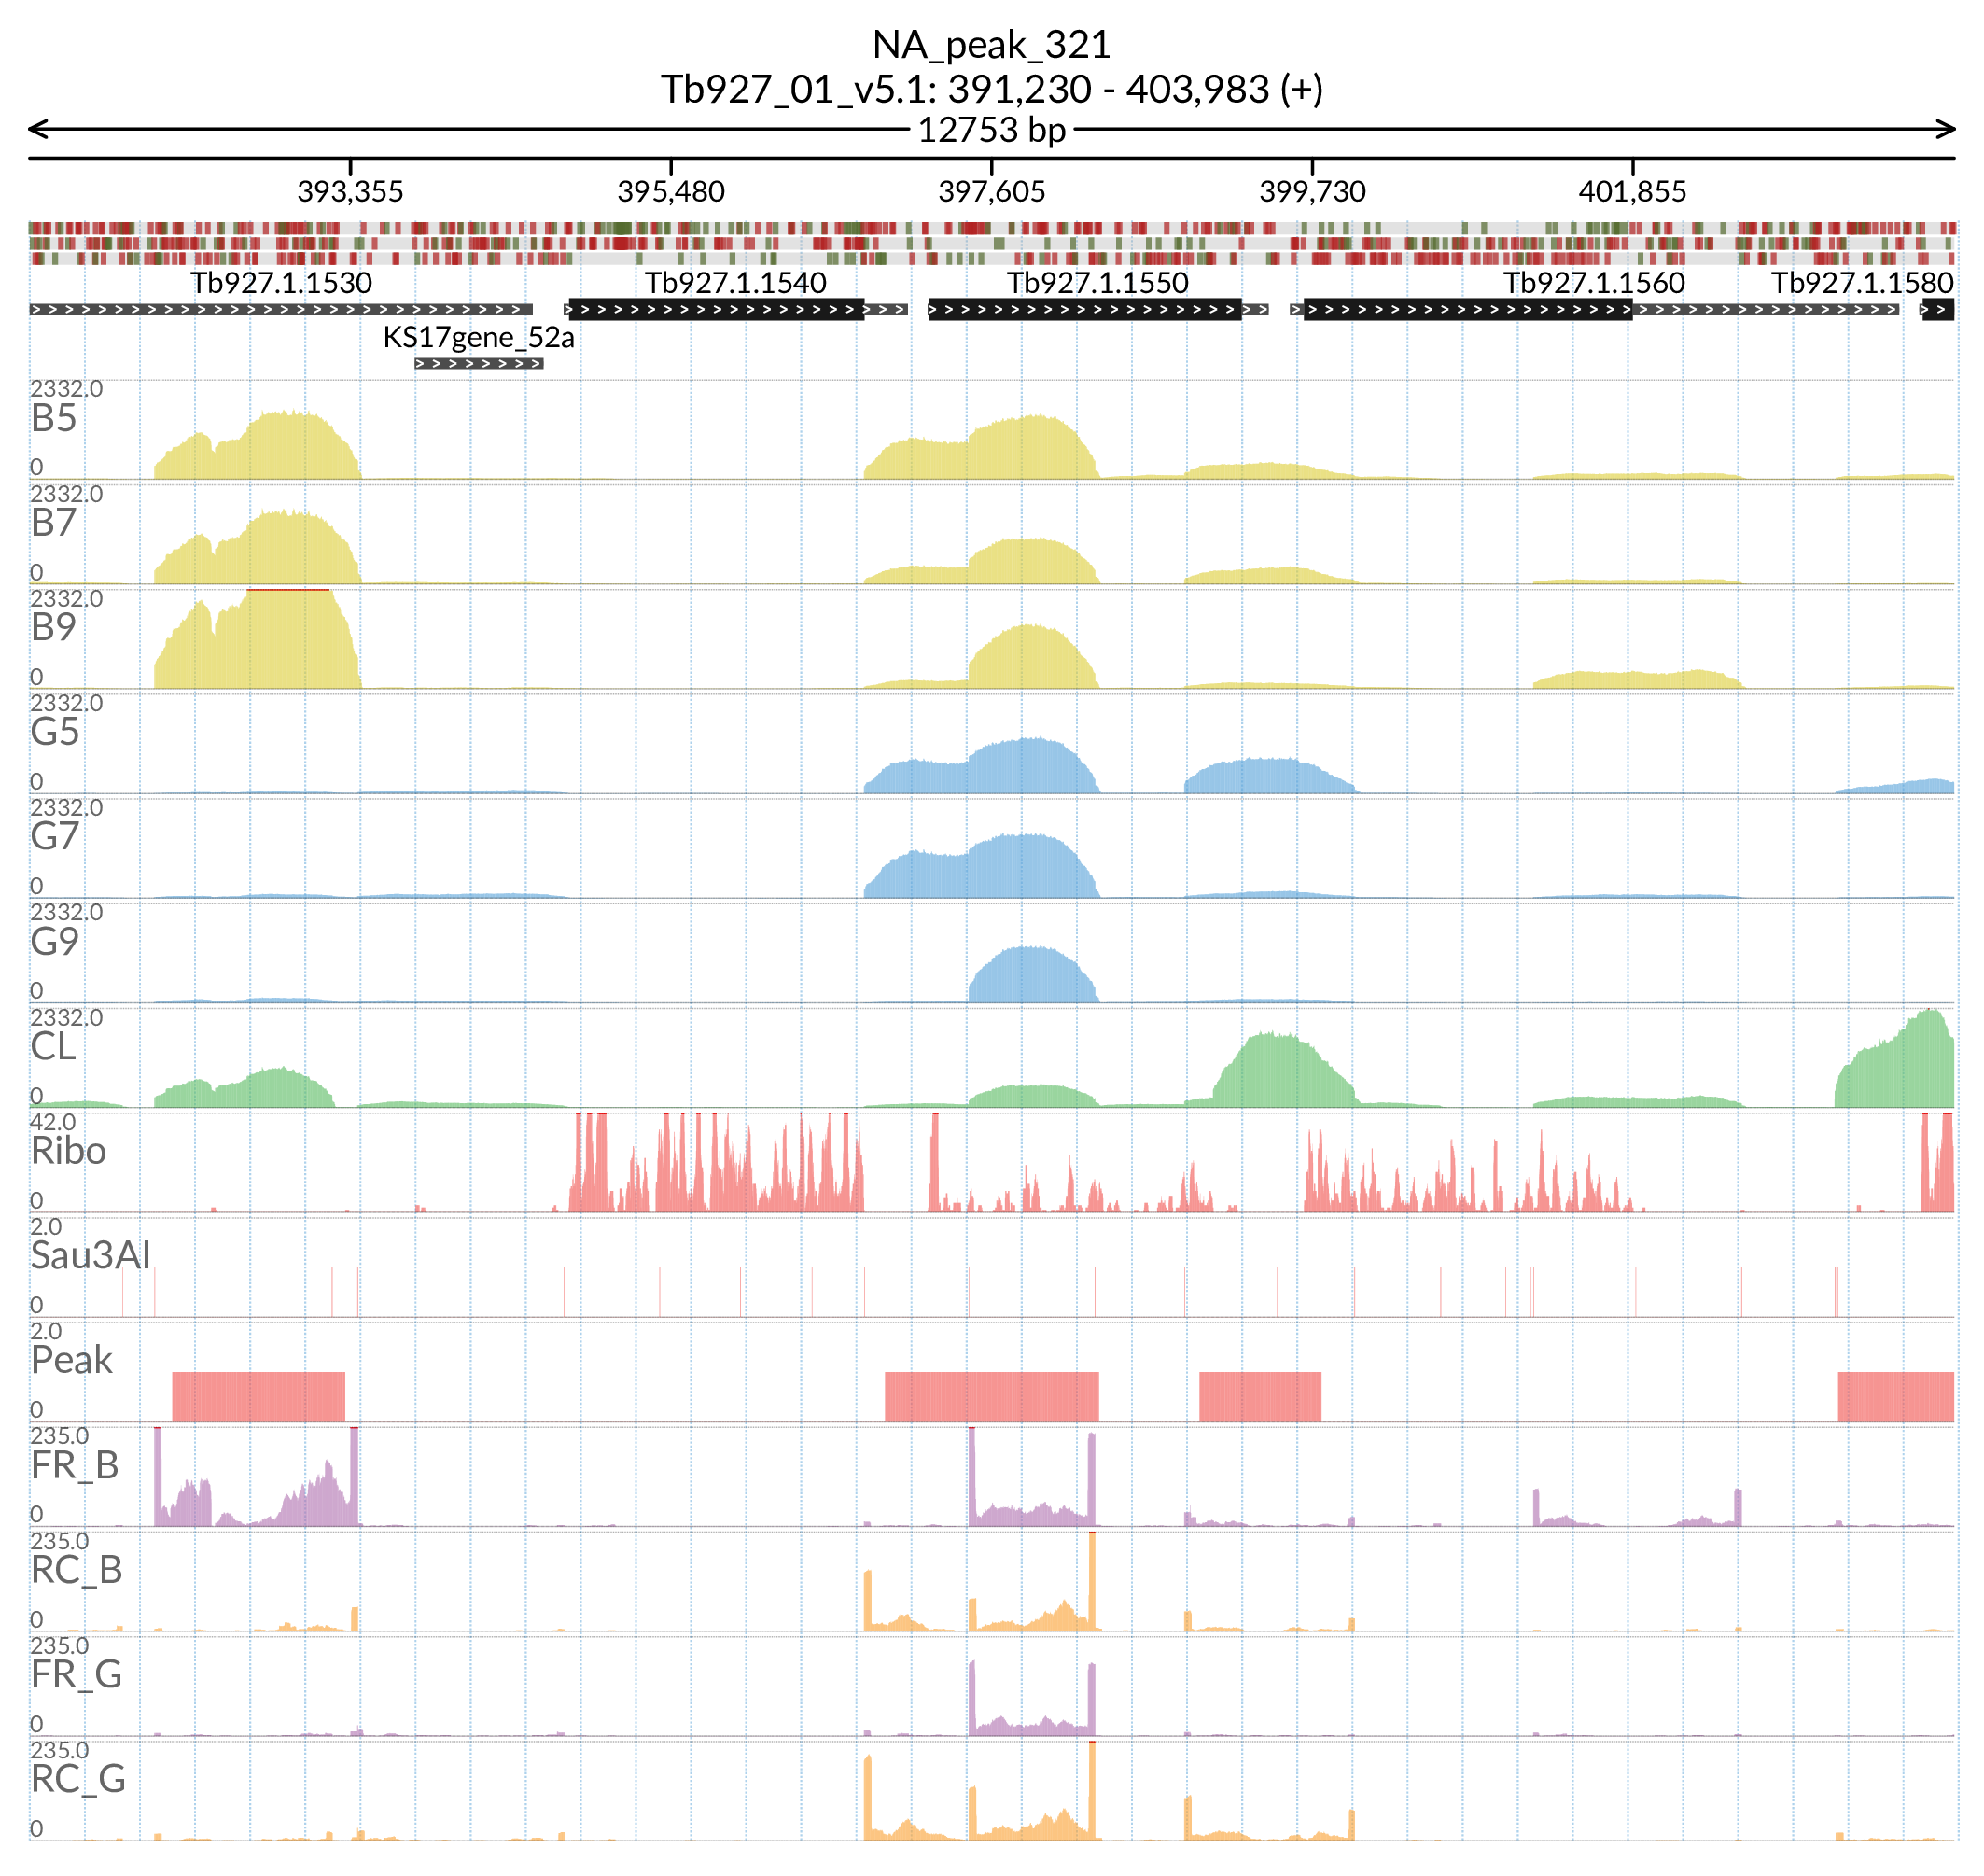 NA_peak_321
Tb927_01_v5.1: 391,230 - 403,983 (+)
12753 bp
393,355 395,480 397,605 399,730 401,855
Tb927.1.1530 Tb927.1.1540 Tb927.1.1550 Tb927.1.1560 Tb927.1.1580
KS17gene_52a
2332.0
B5
0
2332.0
B7
0
2332.0
B9
0
2332.0
G5
0
2332.0
G7
0
2332.0
G9
0
2332.0
CL
0
42.0
Ribo
0
2.0
Sau3AI
0
2.0
Peak
0
235.0
FR_B
0
235.0
RC_B
0
235.0
FR_G
0
235.0
RC_G
0